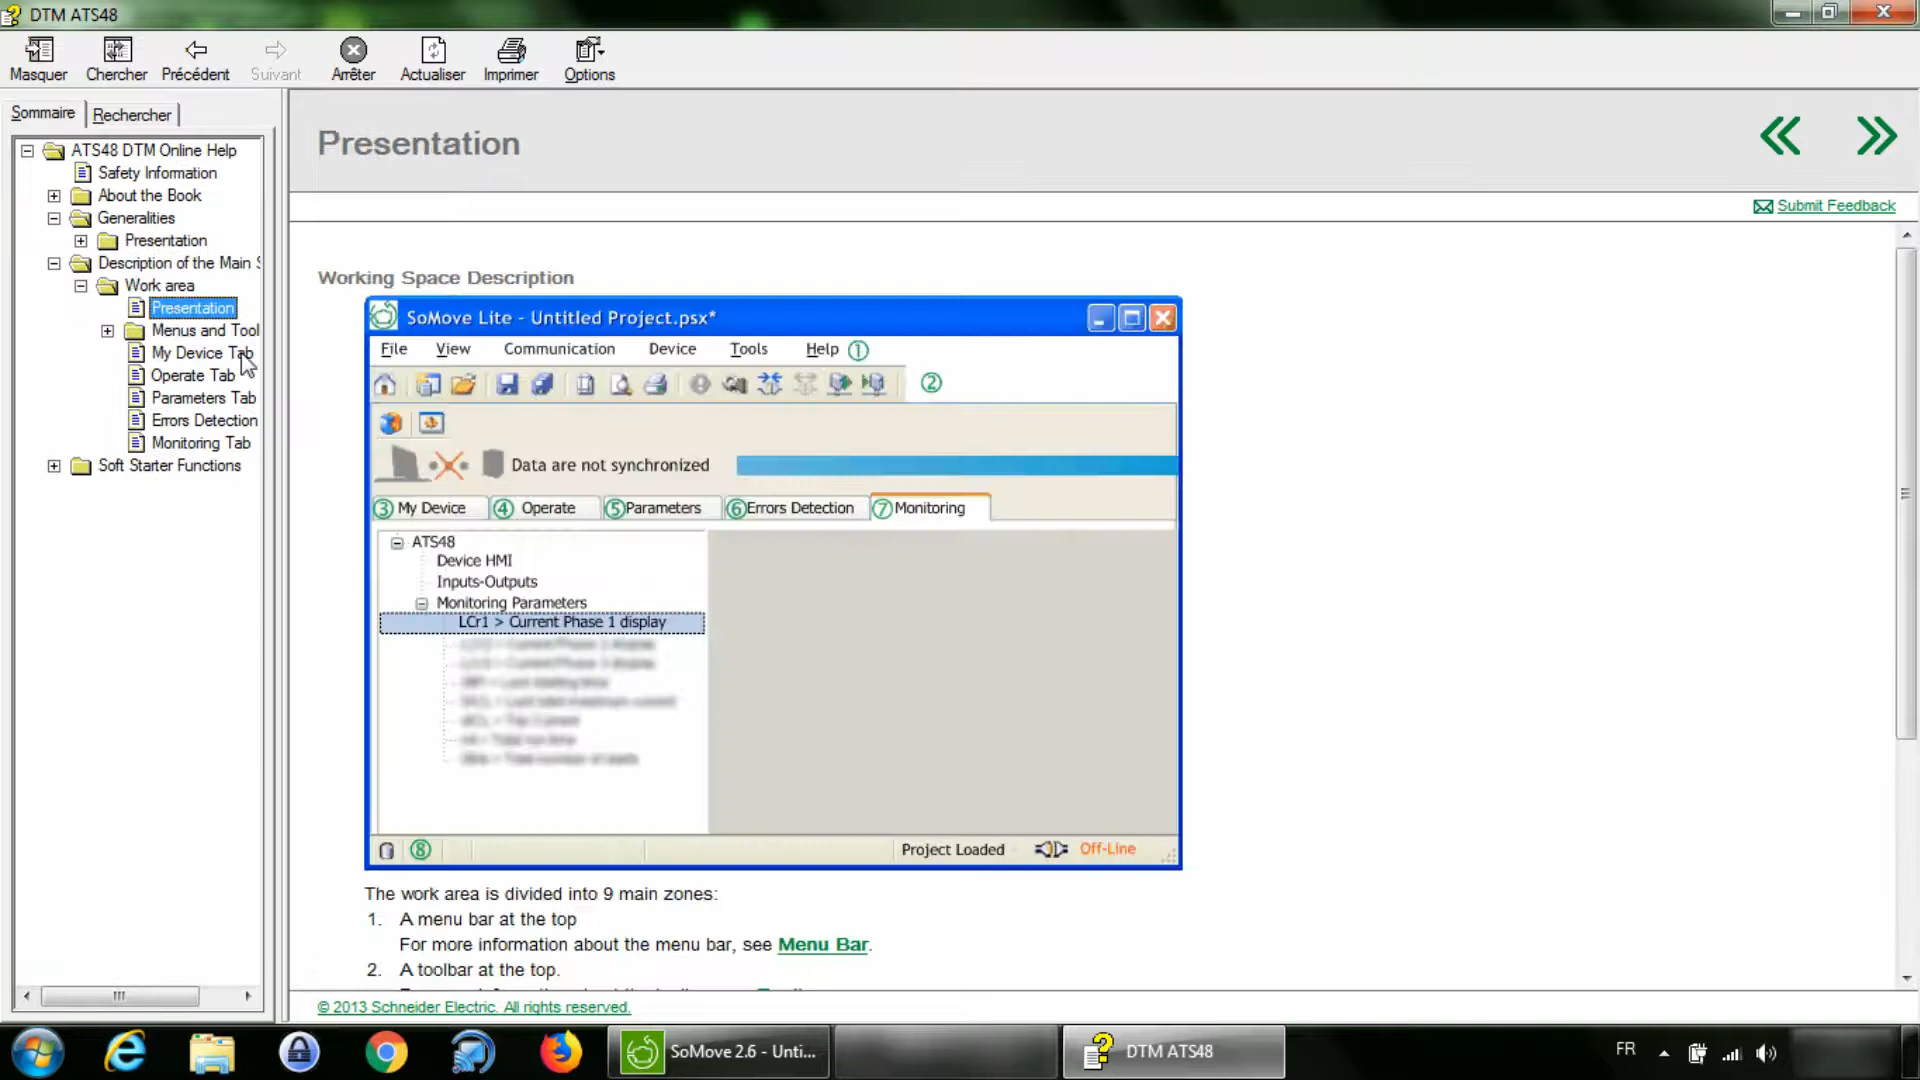 DTM ATS48
Masquer Chercher Précédent Suivant Arrêter Actualiser Imprimer Options
Sommaire Rechercher
ATS48 DTM Online Help
Safety Information
About the Book
Generalities
Presentation
Description of the Main S
Work area
Presentation
Menus and Tool
My Device Tab
Operate Tab
Parameters Tab
Errors Detection
Monitoring Tab
Soft Starter Functions
Presentation
Submit Feedback
Working Space Description
SoMove Lite - Untitled Project.psx*
File View Communication Device Tools Help 1
2
Data are not synchronized
3 My Device 4 Operate 5 Parameters 6 Errors Detection 7 Monitoring
ATS48
Device HMI
Inputs-Outputs
Monitoring Parameters
LCr1 > Current Phase 1 display
8 Project Loaded Off-Line
The work area is divided into 9 main zones:
1. A menu bar at the top
For more information about the menu bar, see Menu Bar.
2. A toolbar at the top.
© 2013 Schneider Electric. All rights reserved.
SoMove 2.6 - Unti... DTM ATS48 FR